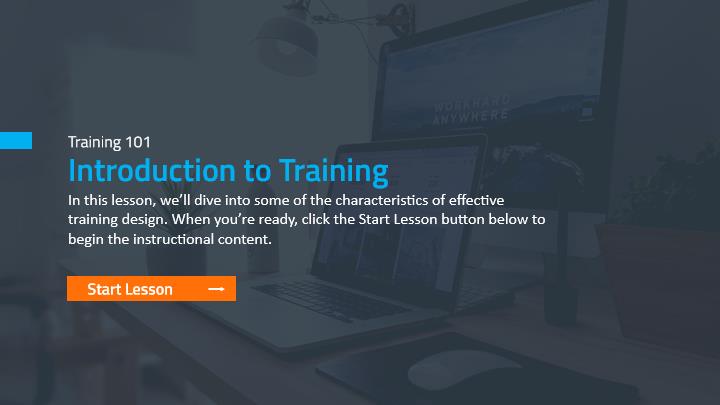 WORKHARD
ANYWHERE
Training 101
Introduction to Training
In this lesson, we'll dive into some of the characteristics of effective
training design. When you're ready, click the Start Lesson button below to
begin the instructional content.
Start Lesson